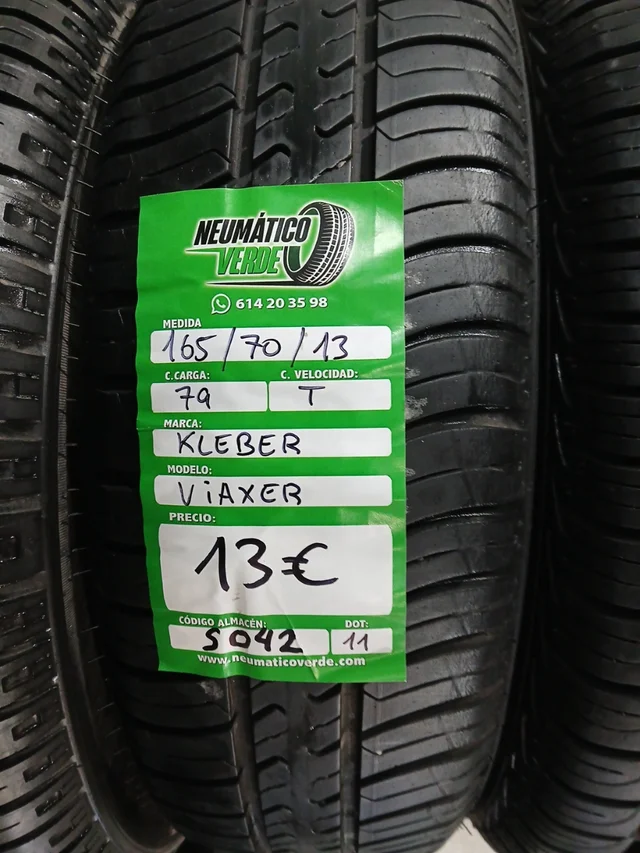 NEUMÁTICO
VERDE
614 20 35 98
MEDIDA
165/70/13
C.CARGA: C. VELOCIDAD:
79 T
MARCA:
KLEBER
MODELO:
ViAXER
PRECIO:
13€
CÓDIGO ALMACÉN: DOT:
S042 11
www.neumaticoverde.com